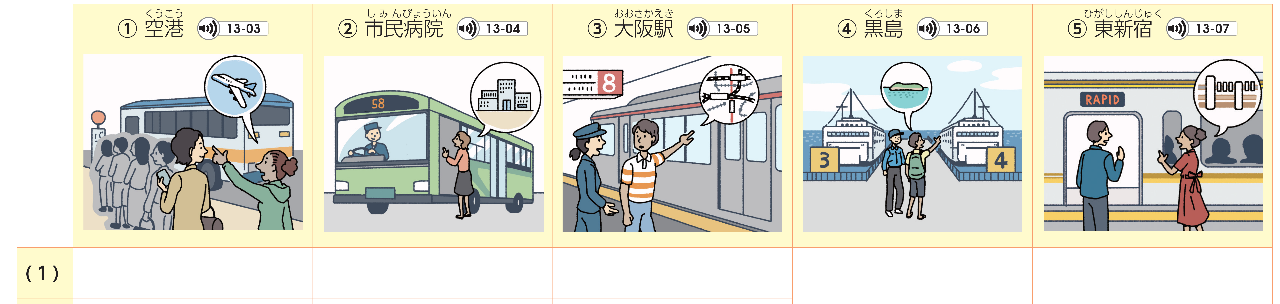 くうこう
① 空港 13-03
しみんびょういん
② 市民病院 13-04
おおさかえき
③ 大阪駅 13-05
くろしま
④ 黒島 13-06
ひがししんじゅく
⑤ 東新宿 13-07
58
8
3
4
RAPID
(1)